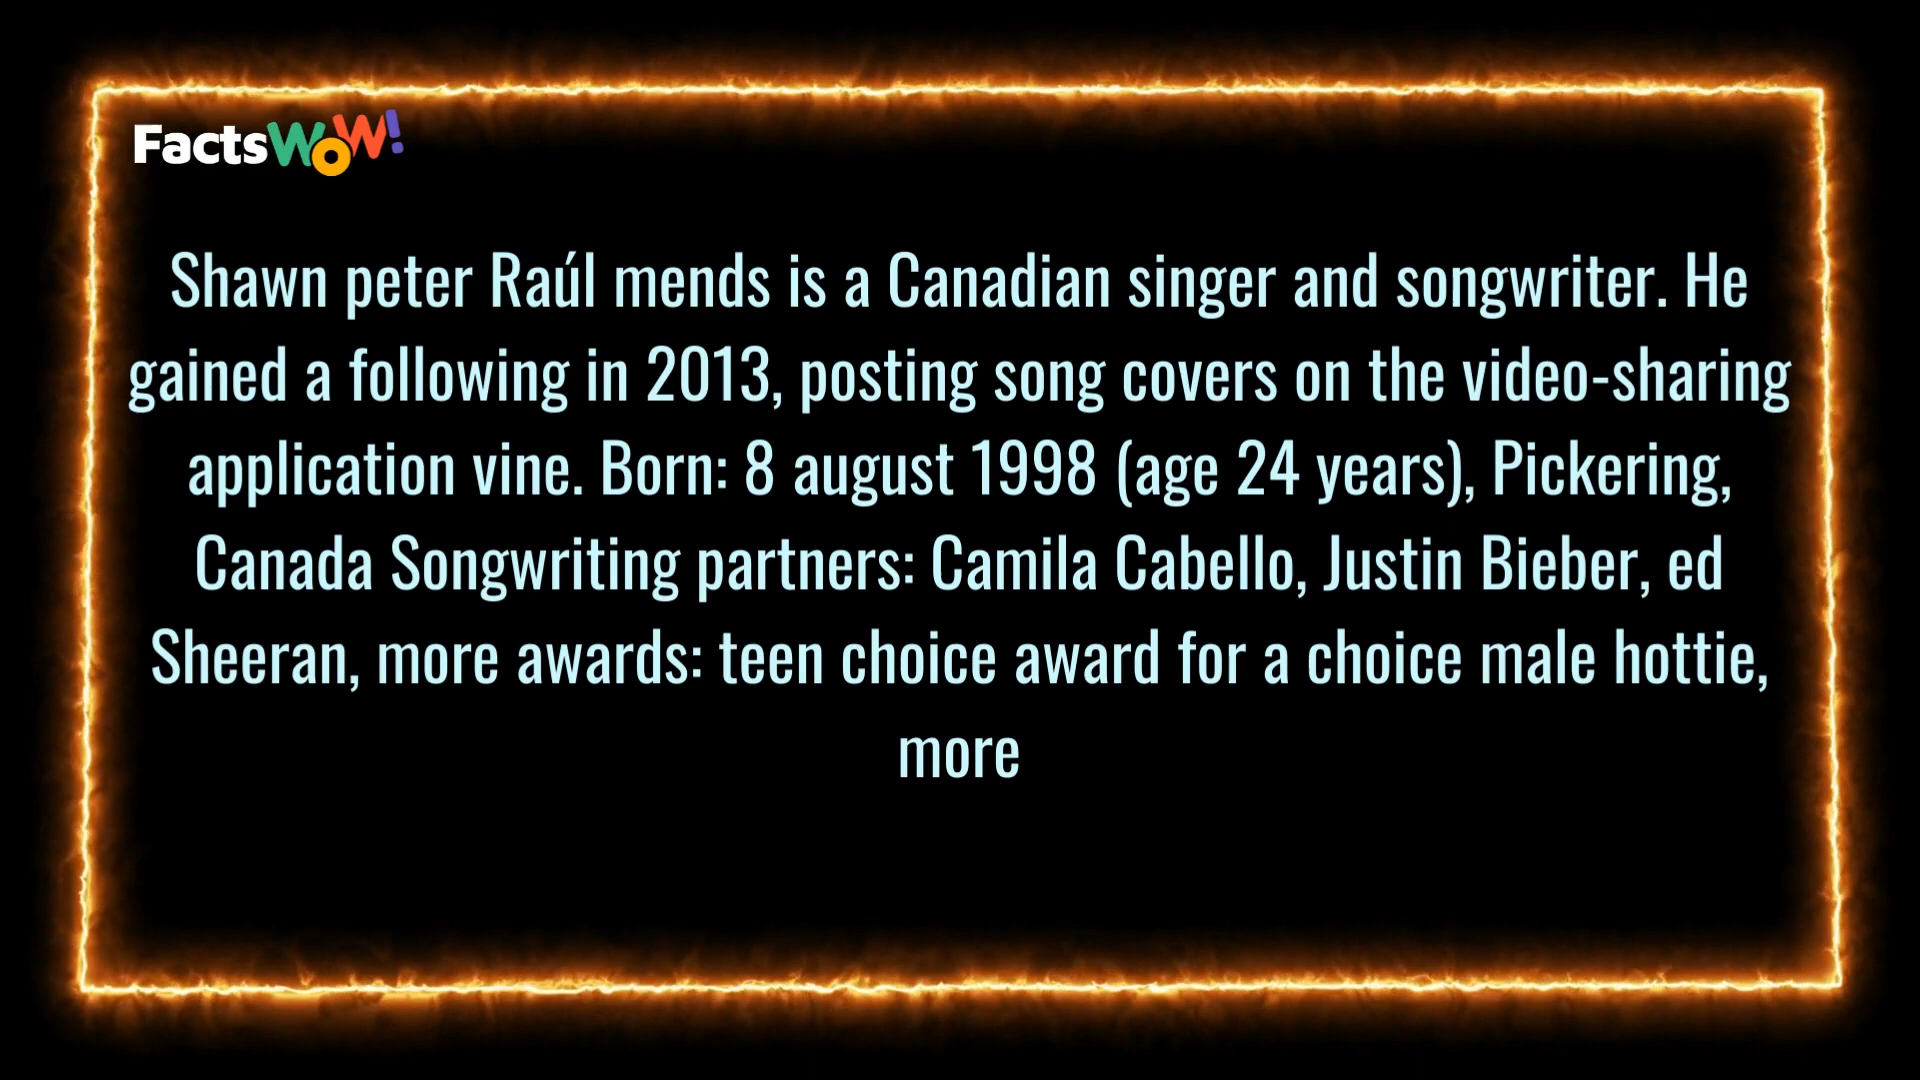 FactsWOW!
Shawn peter Raúl mends is a Canadian singer and songwriter. He
gained a following in 2013, posting song covers on the video-sharing
application vine. Born: 8 august 1998 (age 24 years), Pickering,
Canada Songwriting partners: Camila Cabello, Justin Bieber, ed
Sheeran, more awards: teen choice award for a choice male hottie,
more